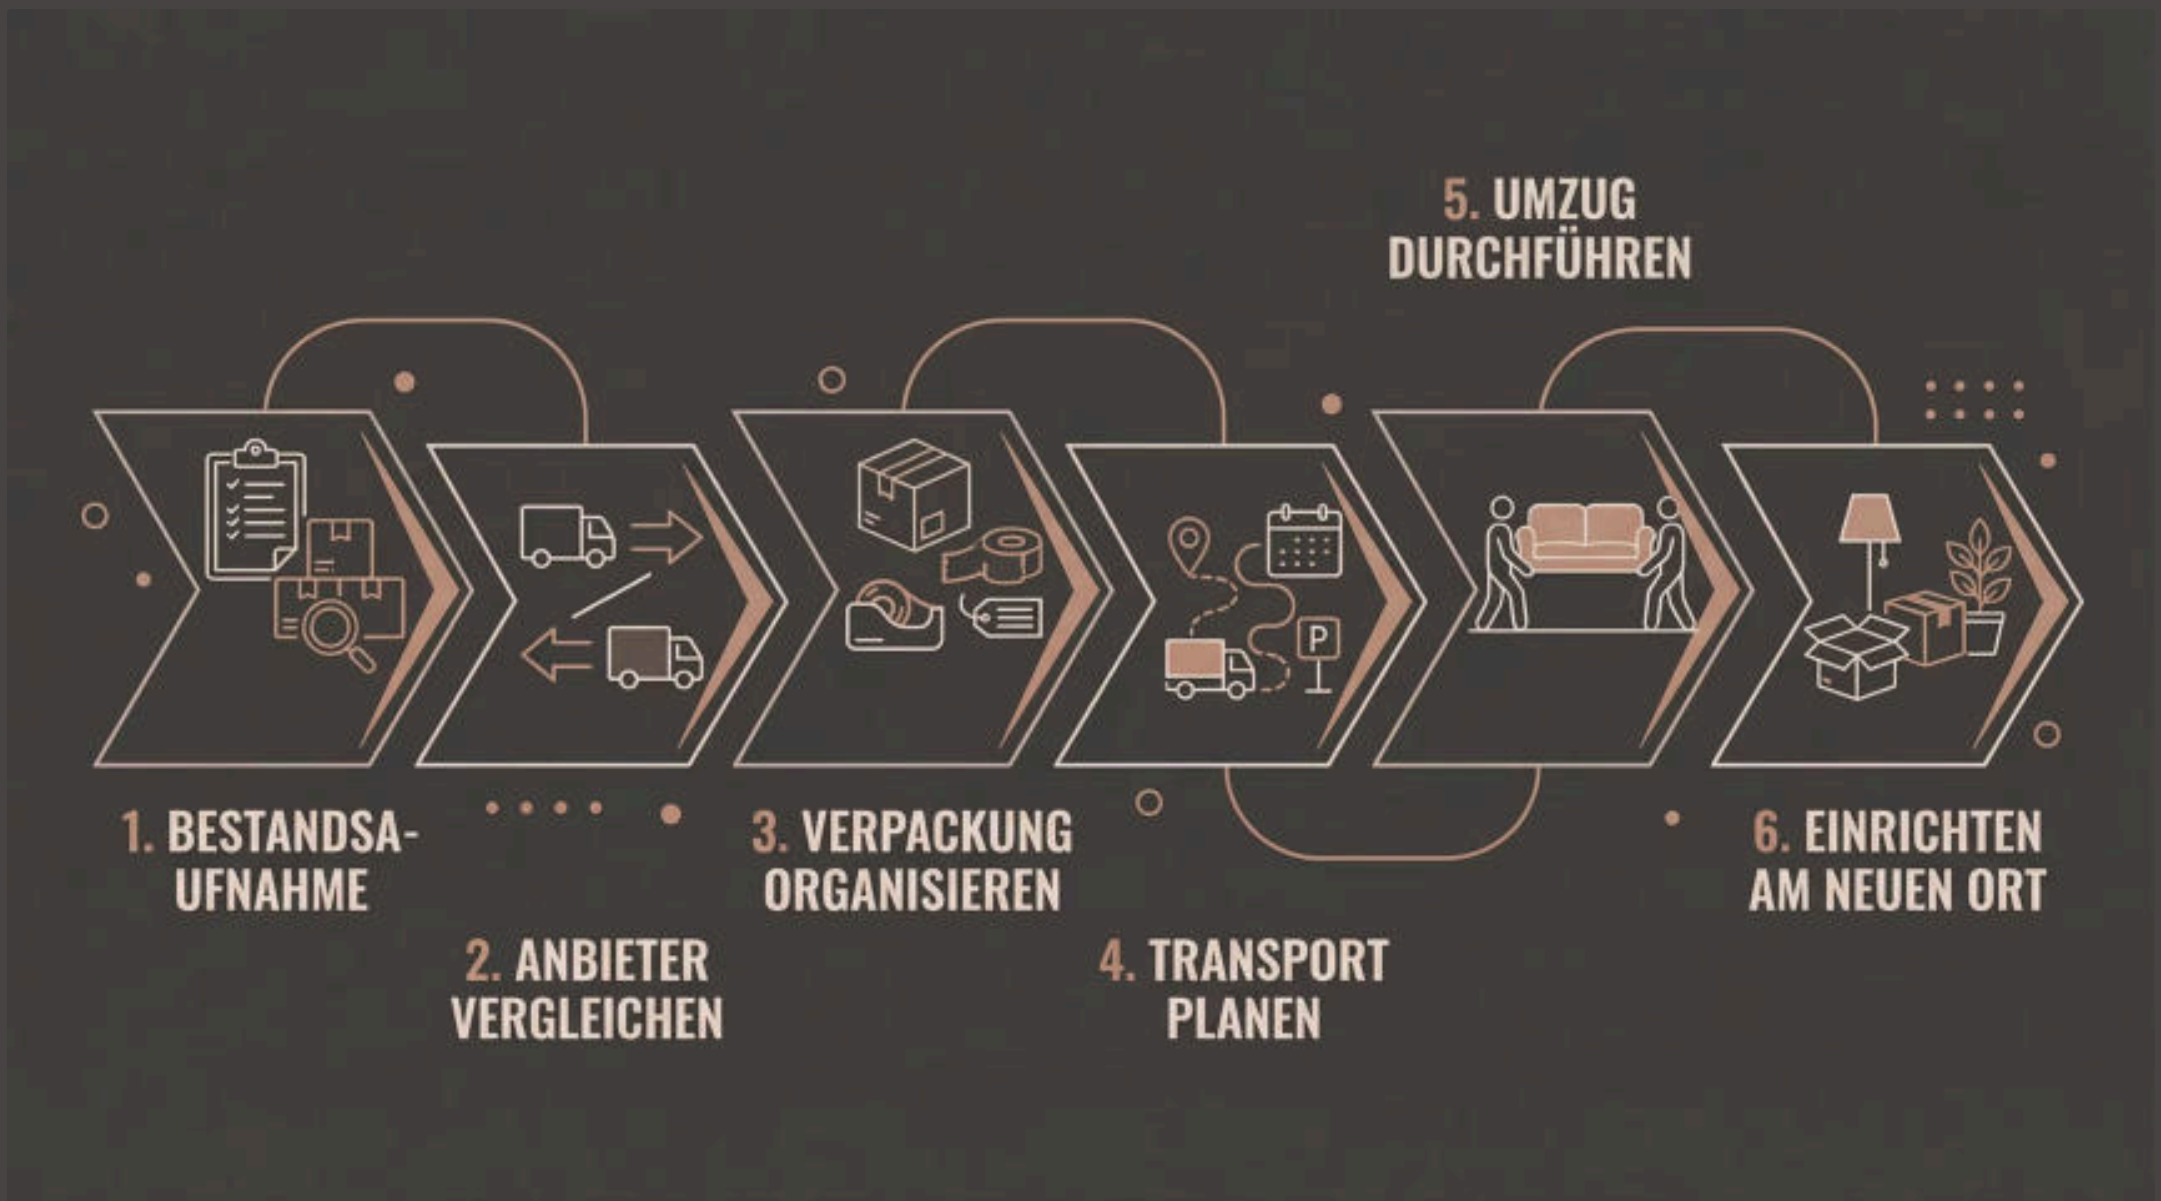 1. BESTANDSA-
UFNAHME
2. ANBIETER
VERGLEICHEN
3. VERPACKUNG
ORGANISIEREN
P
4. TRANSPORT
PLANEN
5. UMZUG
DURCHFÜHREN
6. EINRICHTEN
AM NEUEN ORT